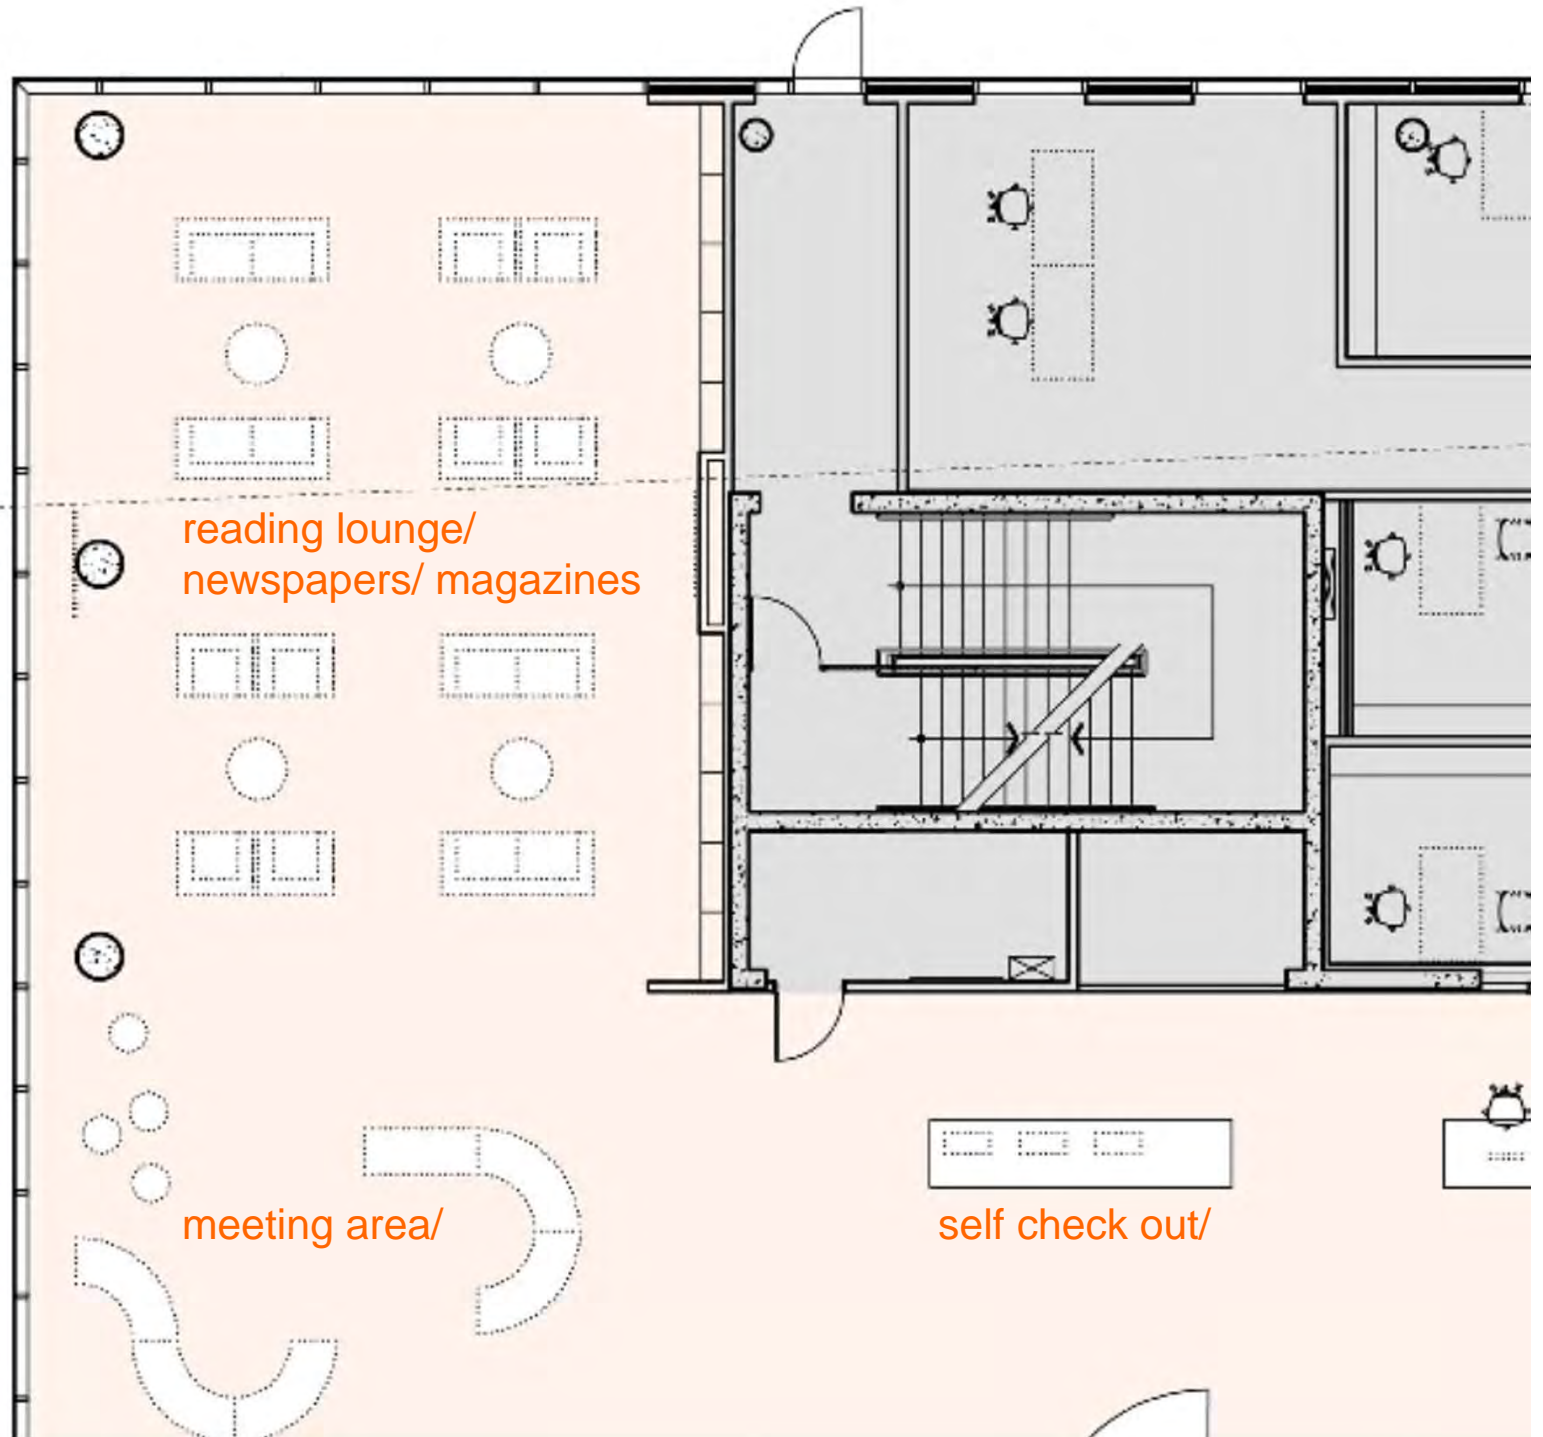 reading lounge/
newspapers/ magazines
meeting area/
self check out/